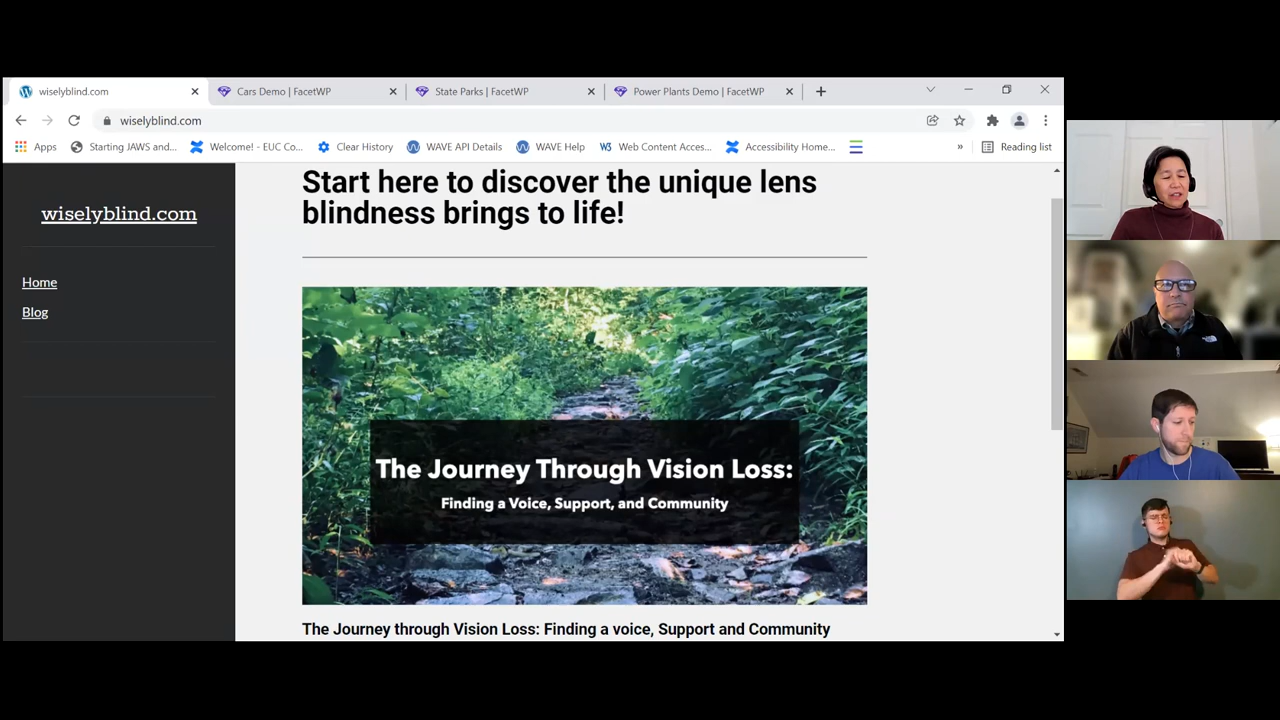 wiselyblind.com
Cars Demo | FacetWP
State Parks | FacetWP
Power Plants Demo | FacetWP
wiselyblind.com
Apps
Starting JAWS and...
Welcome! - EUC Co...
Clear History
WAVE API Details
WAVE Help
W3 Web Content Acces...
Accessibility Home...
»
Reading list
wiselyblind.com
Home
Blog
Start here to discover the unique lens
blindness brings to life!
The Journey Through Vision Loss:
Finding a Voice, Support, and Community
The Journey through Vision Loss: Finding a voice, Support and Community